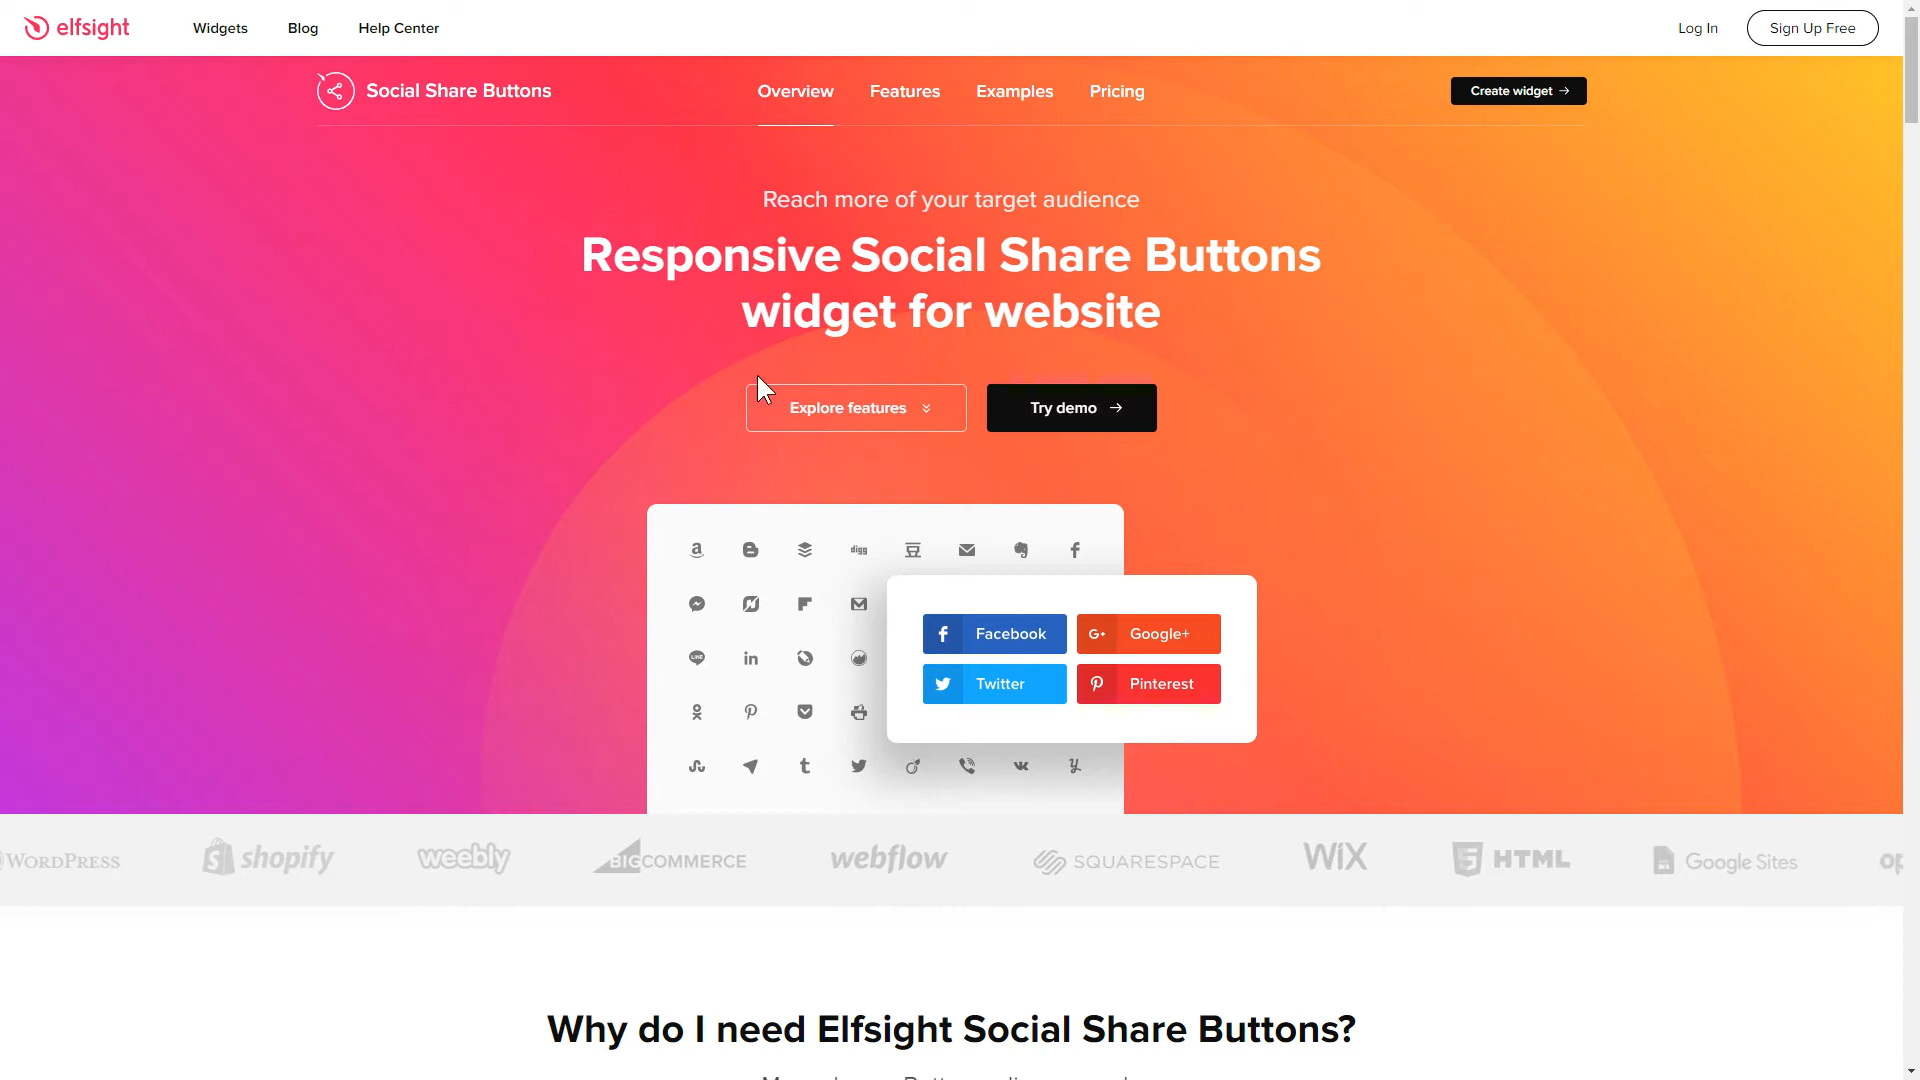 elfsight Widgets Blog Help Center Log In Sign Up Free
Social Share Buttons Overview Features Examples Pricing Create widget →
Reach more of your target audience
Responsive Social Share Buttons
widget for website
Explore features Try demo →
digg
Facebook G+ Google+
LINE in
Twitter Pinterest
WORDPRESS shopify weebly BIGCOMMERCE webflow SQUARESPACE WiX HTML Google Sites op
Why do I need Elfsight Social Share Buttons?